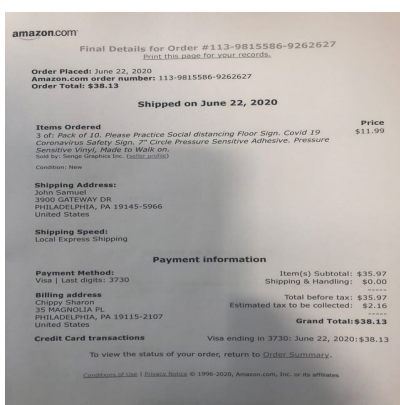 amazon.com
Final Details for Order #113-9815586-9262627
Print this page for your records.
Order Placed: June 22, 2020
Amazon.com order number: 113-9815586-9262627
Order Total: $38.13
Shipped on June 22, 2020
Items Ordered Price
3 of: Pack of 10. Please Practice Social distancing Floor Sign. Covid 19 $11.99
Coronavirus Safety Sign. 7" Circle Pressure Sensitive Adhesive. Pressure
Sensitive Vinyl, Made to Walk on.
Sold by: Senge Graphics Inc. (seller profile)
Condition: New
Shipping Address:
John Samuel
3900 GATEWAY DR
PHILADELPHIA, PA 19145-5966
United States
Shipping Speed:
Local Express Shipping
Payment information
Payment Method: Item(s) Subtotal: $35.97
Visa | Last digits: 3730 Shipping & Handling: $0.00
-----
Billing address Total before tax: $35.97
Chippy Sharon Estimated tax to be collected: $2.16
35 MAGNOLIA PL -----
PHILADELPHIA, PA 19115-2107 Grand Total: $38.13
United States
Credit Card transactions Visa ending in 3730: June 22, 2020: $38.13
To view the status of your order, return to Order Summary.
Conditions of Use | Privacy Notice © 1996-2020, Amazon.com, Inc. or its affiliates